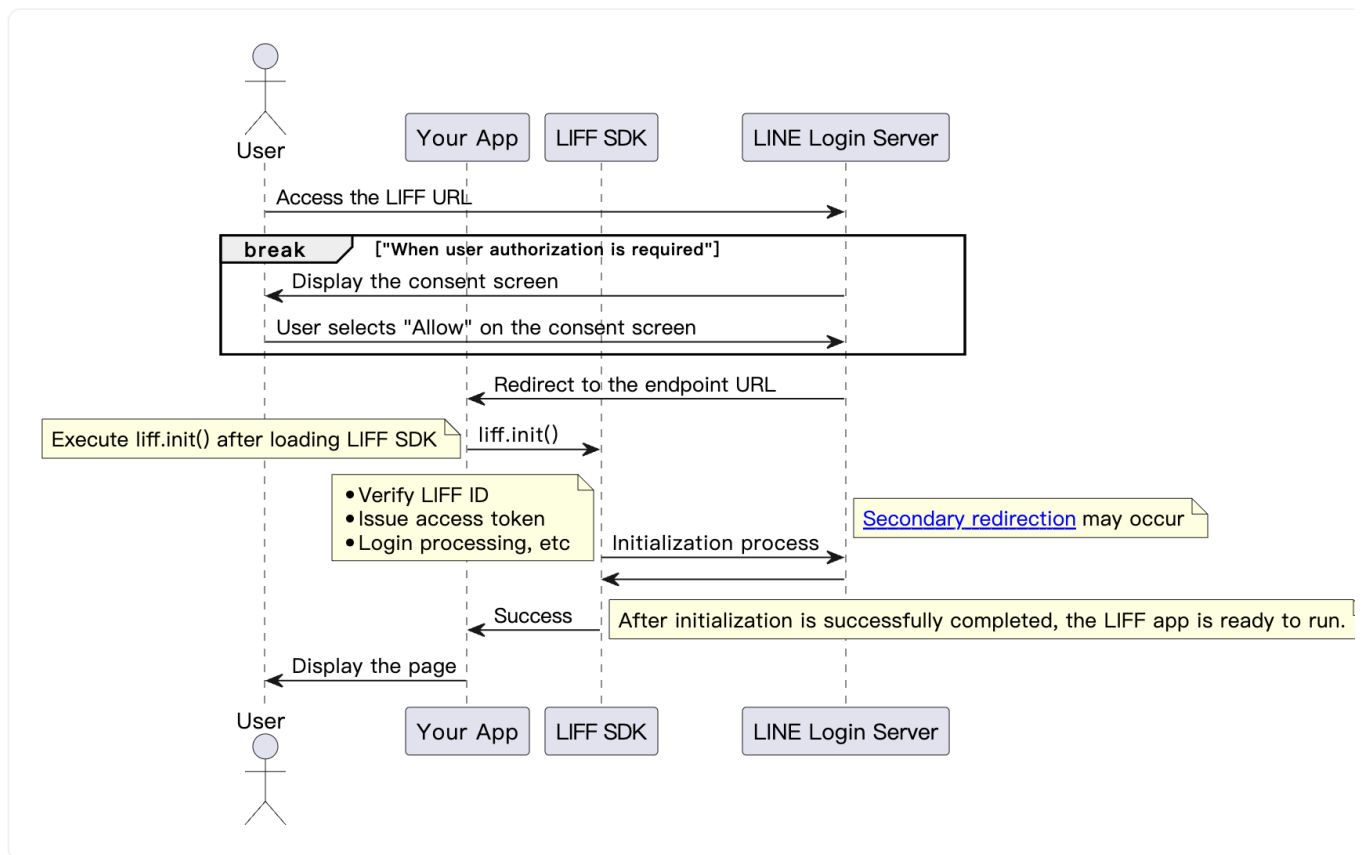 User
Your App
LIFF SDK
LINE Login Server
Access the LIFF URL
break
["When user authorization is required"]
Display the consent screen
User selects "Allow" on the consent screen
Redirect to the endpoint URL
Execute liff.init() after loading LIFF SDK
liff.init()
•Verify LIFF ID
•Issue access token
•Login processing, etc
Secondary redirection may occur
Initialization process
Success
After initialization is successfully completed, the LIFF app is ready to run.
Display the page
User
Your App
LIFF SDK
LINE Login Server